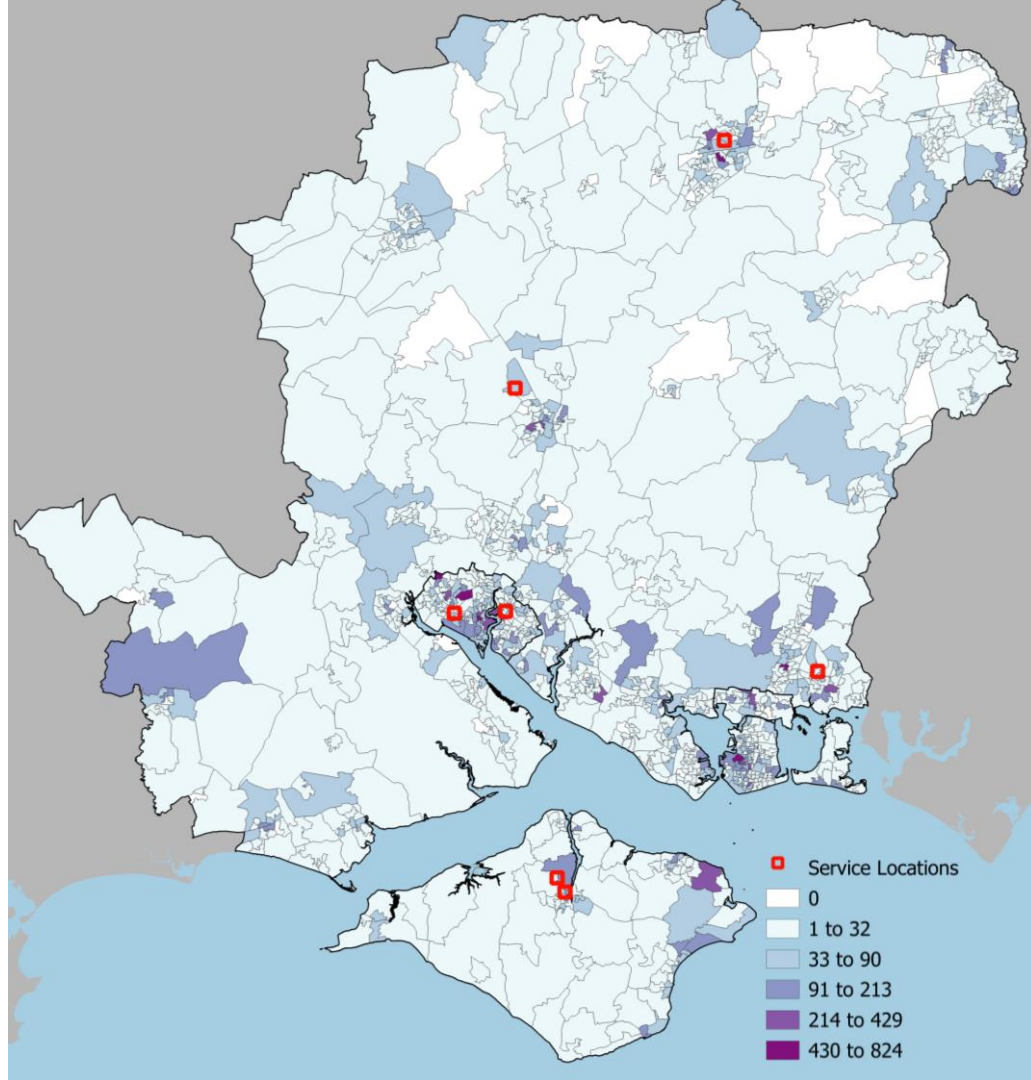 Service Locations
0
1 to 32
33 to 90
91 to 213
214 to 429
430 to 824